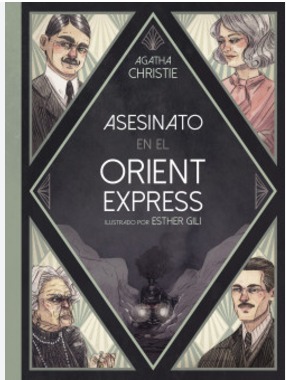 AGATHA
CHRISTIE
ASESINATO
EN EL
ORIENT
EXPRESS
ILUSTRADO POR ESTHER GILI